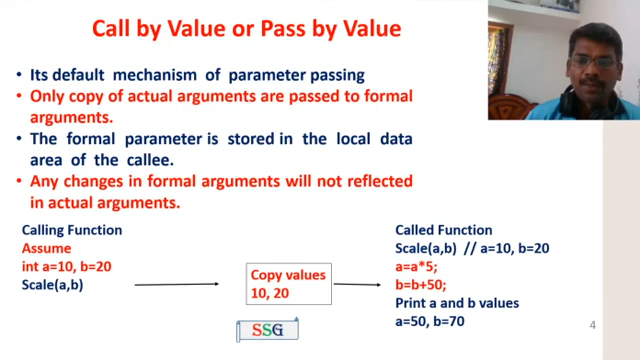 Call by Value or Pass by Value
Its default mechanism of parameter passing
Only copy of actual arguments are passed to formal
arguments.
The formal parameter is stored in the local data
area of the callee.
Any changes in formal arguments will not reflected
in actual arguments.
Calling Function
Assume
int a=10, b=20
Scale(a,b)
Copy values
10, 20
SSG
Called Function
Scale(a,b) // a=10, b=20
a=a*5;
b=b+50;
Print a and b values
a=50, b=70
4